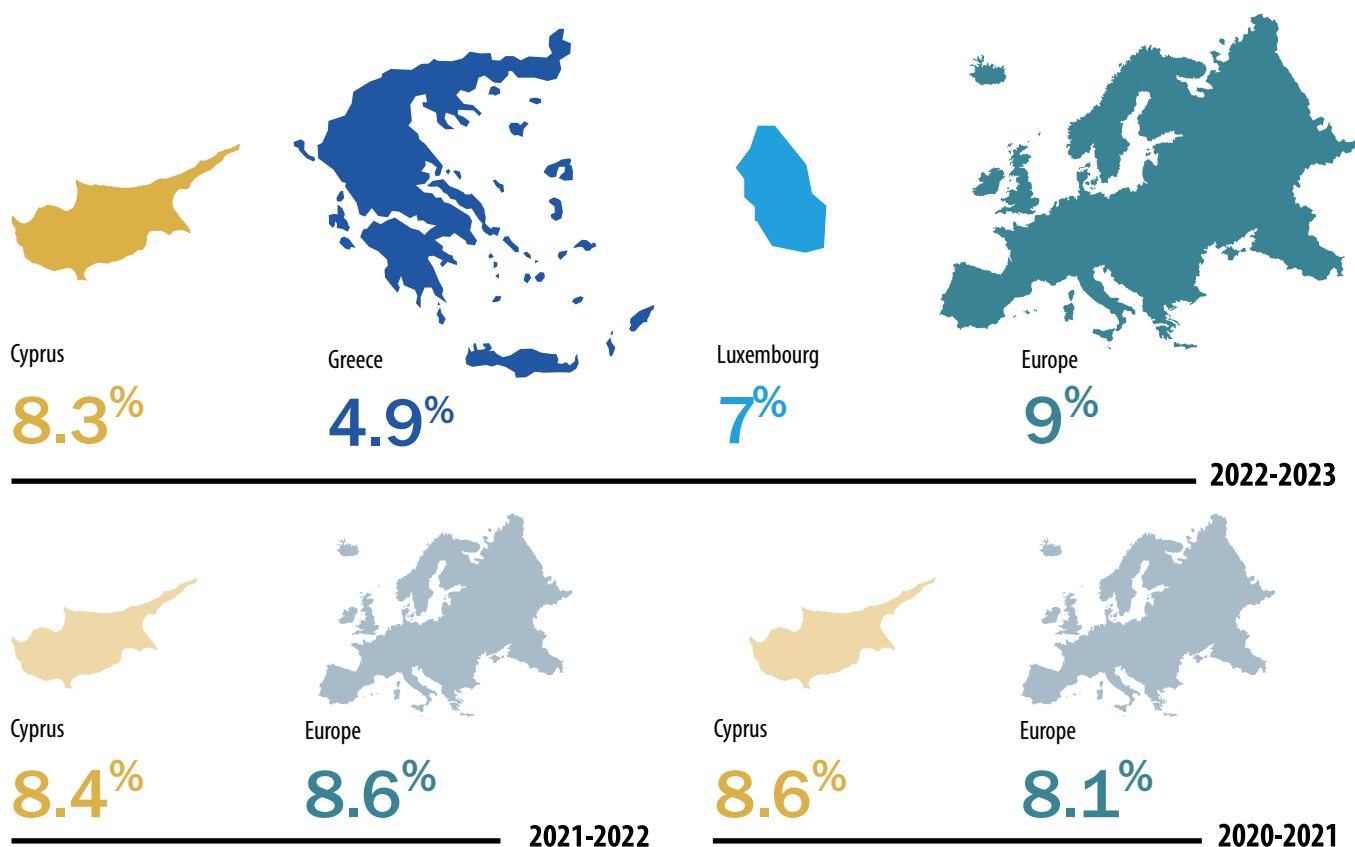 Cyprus
8.3%
Greece
4.9%
Luxembourg
7%
Europe
9%
2022-2023
Cyprus
8.4%
Europe
8.6%
2021-2022
Cyprus
8.6%
Europe
8.1%
2020-2021